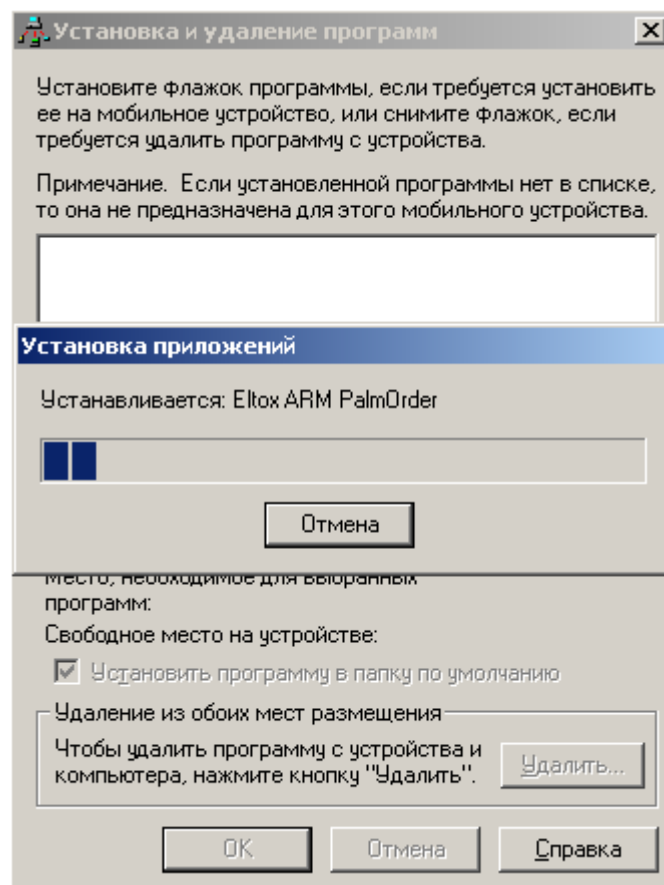 Установка и удаление программ
Установите флажок программы, если требуется установить
ее на мобильное устройство, или снимите флажок, если
требуется удалить программу с устройства.
Примечание. Если установленной программы нет в списке,
то она не предназначена для этого мобильного устройства.
Установка приложений
Устанавливается: Eltox ARM PalmOrder
Отмена
Место, необходимое для выбранных
программ:
Свободное место на устройстве:
Установить программу в папку по умолчанию
Удаление из обоих мест размещения
Чтобы удалить программу с устройства и
компьютера, нажмите кнопку "Удалить".
Удалить...
OK Отмена Справка